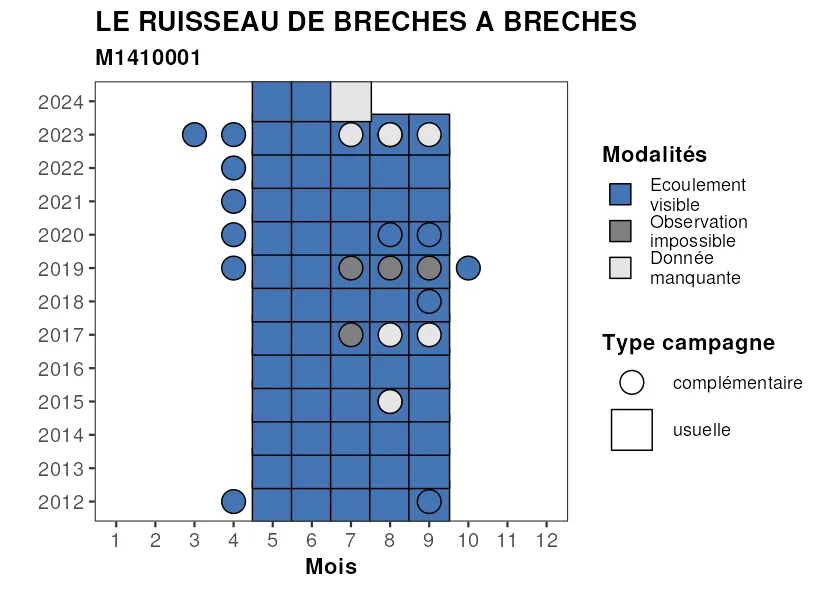 LE RUISSEAU DE BRECHES A BRECHES
M1410001
2024
2023
2022
2021
2020
2019
2018
2017
2016
2015
2014
2013
2012
1 2 3 4 5 6 7 8 9 10 11 12
Mois
Modalités
Ecoulement
visible
Observation
impossible
Donnée
manquante
Type campagne
complémentaire
usuelle